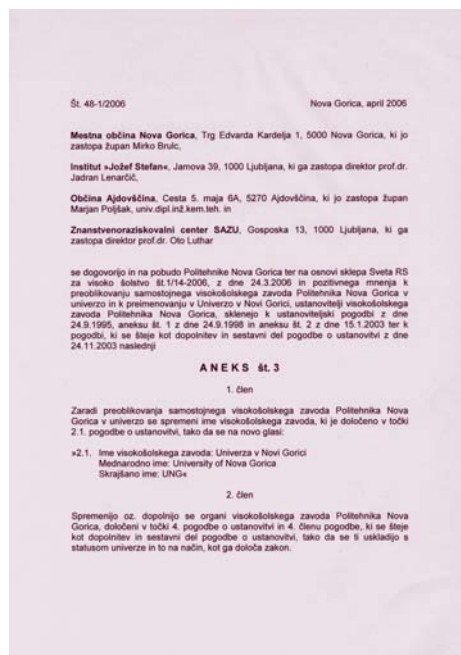 Št. 48-1/2006 Nova Gorica, april 2006
Mestna občina Nova Gorica, Trg Edvarda Kardelja 1, 5000 Nova Gorica, ki jo
zastopa župan Mirko Brulc,
Institut »Jožef Stefan«, Jamova 39, 1000 Ljubljana, ki ga zastopa direktor prof.dr.
Jadran Lenarčič,
Občina Ajdovščina, Cesta 5. maja 6A, 5270 Ajdovščina, ki jo zastopa župan
Marjan Poljšak, univ.dipl.inž.kem.teh. in
Znanstvenoraziskovalni center SAZU, Gosposka 13, 1000 Ljubljana, ki ga
zastopa direktor prof.dr. Oto Luthar
se dogovorijo in na pobudo Politehnike Nova Gorica ter na osnovi sklepa Sveta RS
za visoko šolstvo št.1/14-2006, z dne 24.3.2006 in pozitivnega mnenja k
preoblikovanju samostojnega visokošolskega zavoda Politehnika Nova Gorica v
univerzo in k preimenovanju v Univerzo v Novi Gorici, ustanovitelji visokošolskega
zavoda Politehnika Nova Gorica, sklenejo k ustanoviteljski pogodbi z dne
24.9.1995, aneksu št. 1 z dne 24.9.1998 in aneksu št. 2 z dne 15.1.2003 ter k
pogodbi, ki se šteje kot dopolnitev in sestavni del pogodbe o ustanovitvi z dne
24.11.2003 naslednji
ANEKS št. 3
1. člen
Zaradi preoblikovanja samostojnega visokošolskega zavoda Politehnika Nova
Gorica v univerzo se spremeni ime visokošolskega zavoda, ki je določeno v točki
2.1. pogodbe o ustanovitvi, tako da se na novo glasi:
»2.1. Ime visokošolskega zavoda: Univerza v Novi Gorici
Mednarodno ime: University of Nova Gorica
Skrajšano ime: UNG«
2. člen
Spremenijo oz. dopolnijo se organi visokošolskega zavoda Politehnika Nova
Gorica, določeni v točki 4. pogodbe o ustanovitvi in 4. členu pogodbe, ki se šteje
kot dopolnitev in sestavni del pogodbe o ustanovitvi, tako da se ti uskladijo s
statusom univerze in to na način, kot ga določa zakon.